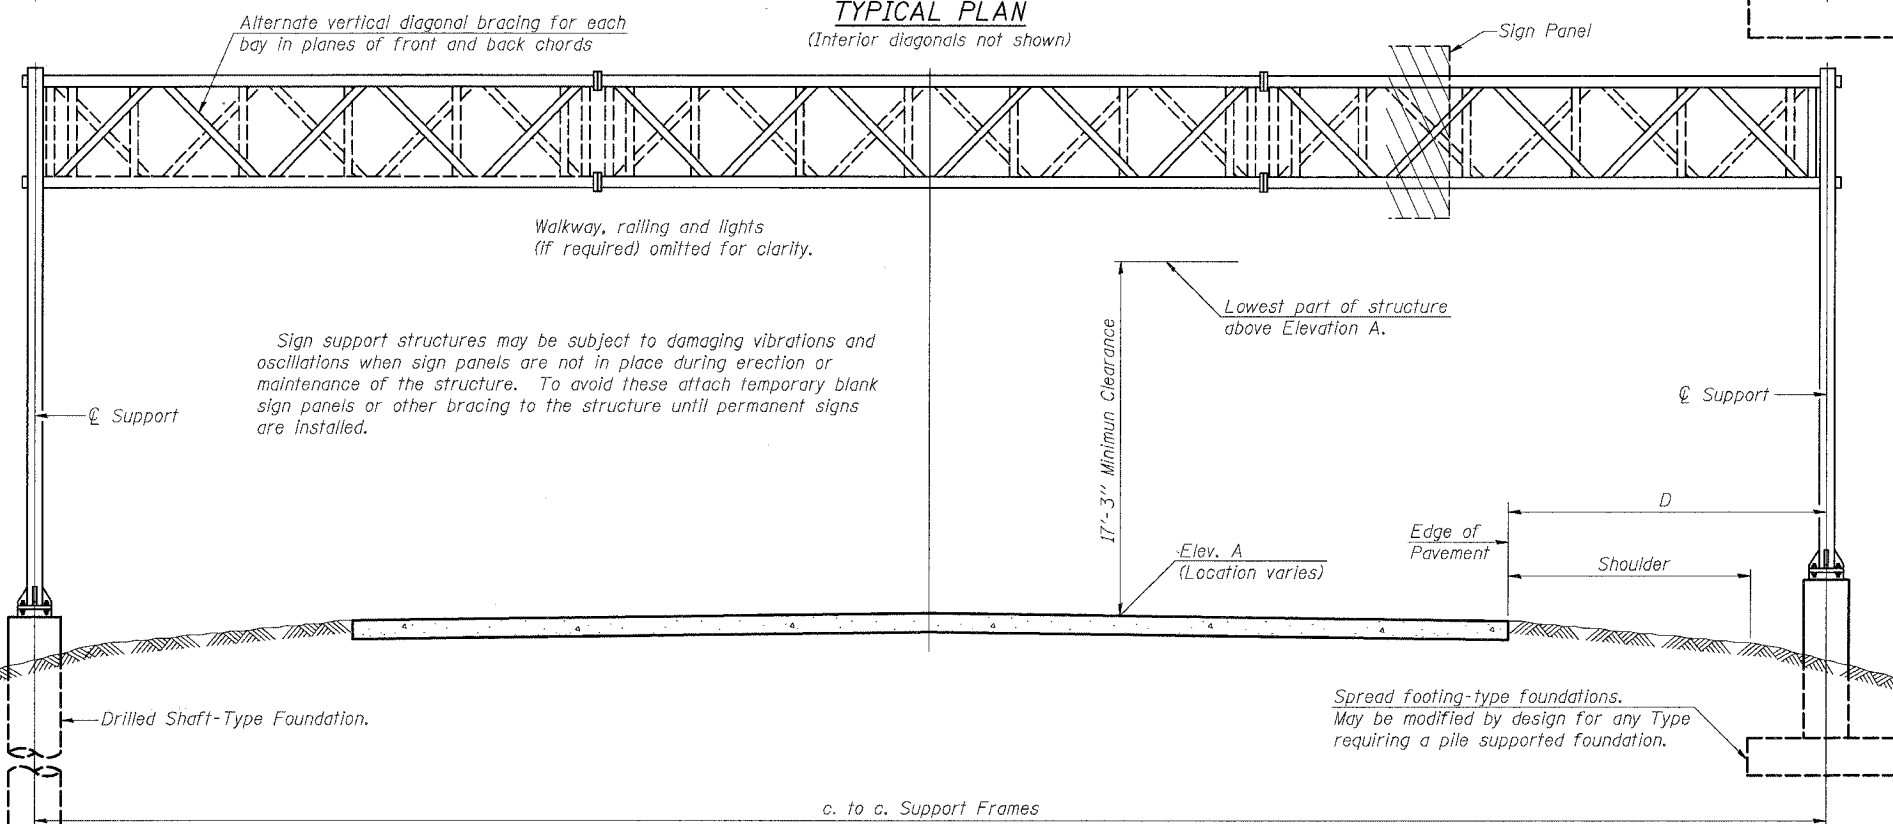 TYPICAL PLAN
(Interior diagonals not shown)
Alternate vertical diagonal bracing for each
bay in planes of front and back chords
Sign Panel
Walkway, railing and lights
(if required) omitted for clarity.
Lowest part of structure
above Elevation A.
Sign support structures may be subject to damaging vibrations and
oscillations when sign panels are not in place during erection or
maintenance of the structure. To avoid these attach temporary blank
sign panels or other bracing to the structure until permanent signs
are installed.
℄ Support
℄ Support
17'-3" Minimun Clearance
D
Edge of
Pavement
Shoulder
Elev. A
(Location varies)
Drilled Shaft-Type Foundation.
Spread footing-type foundations.
May be modified by design for any Type
requiring a pile supported foundation.
c. to c. Support Frames